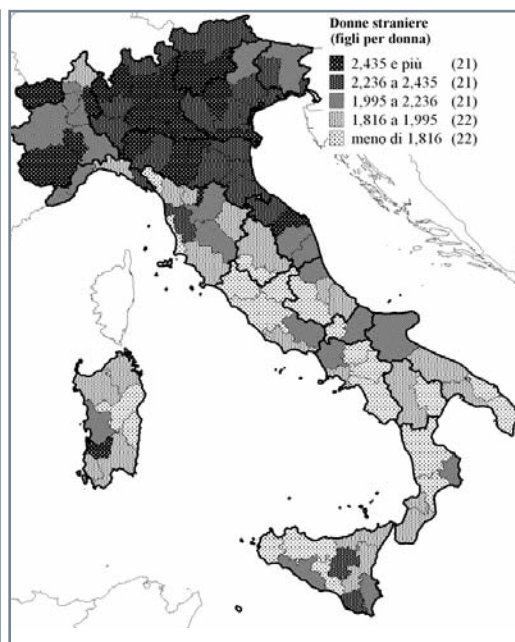 Donne straniere
(figli per donna)
2,435 e più (21)
2,236 a 2,435 (21)
1,995 a 2,236 (21)
1,816 a 1,995 (22)
meno di 1,816 (22)